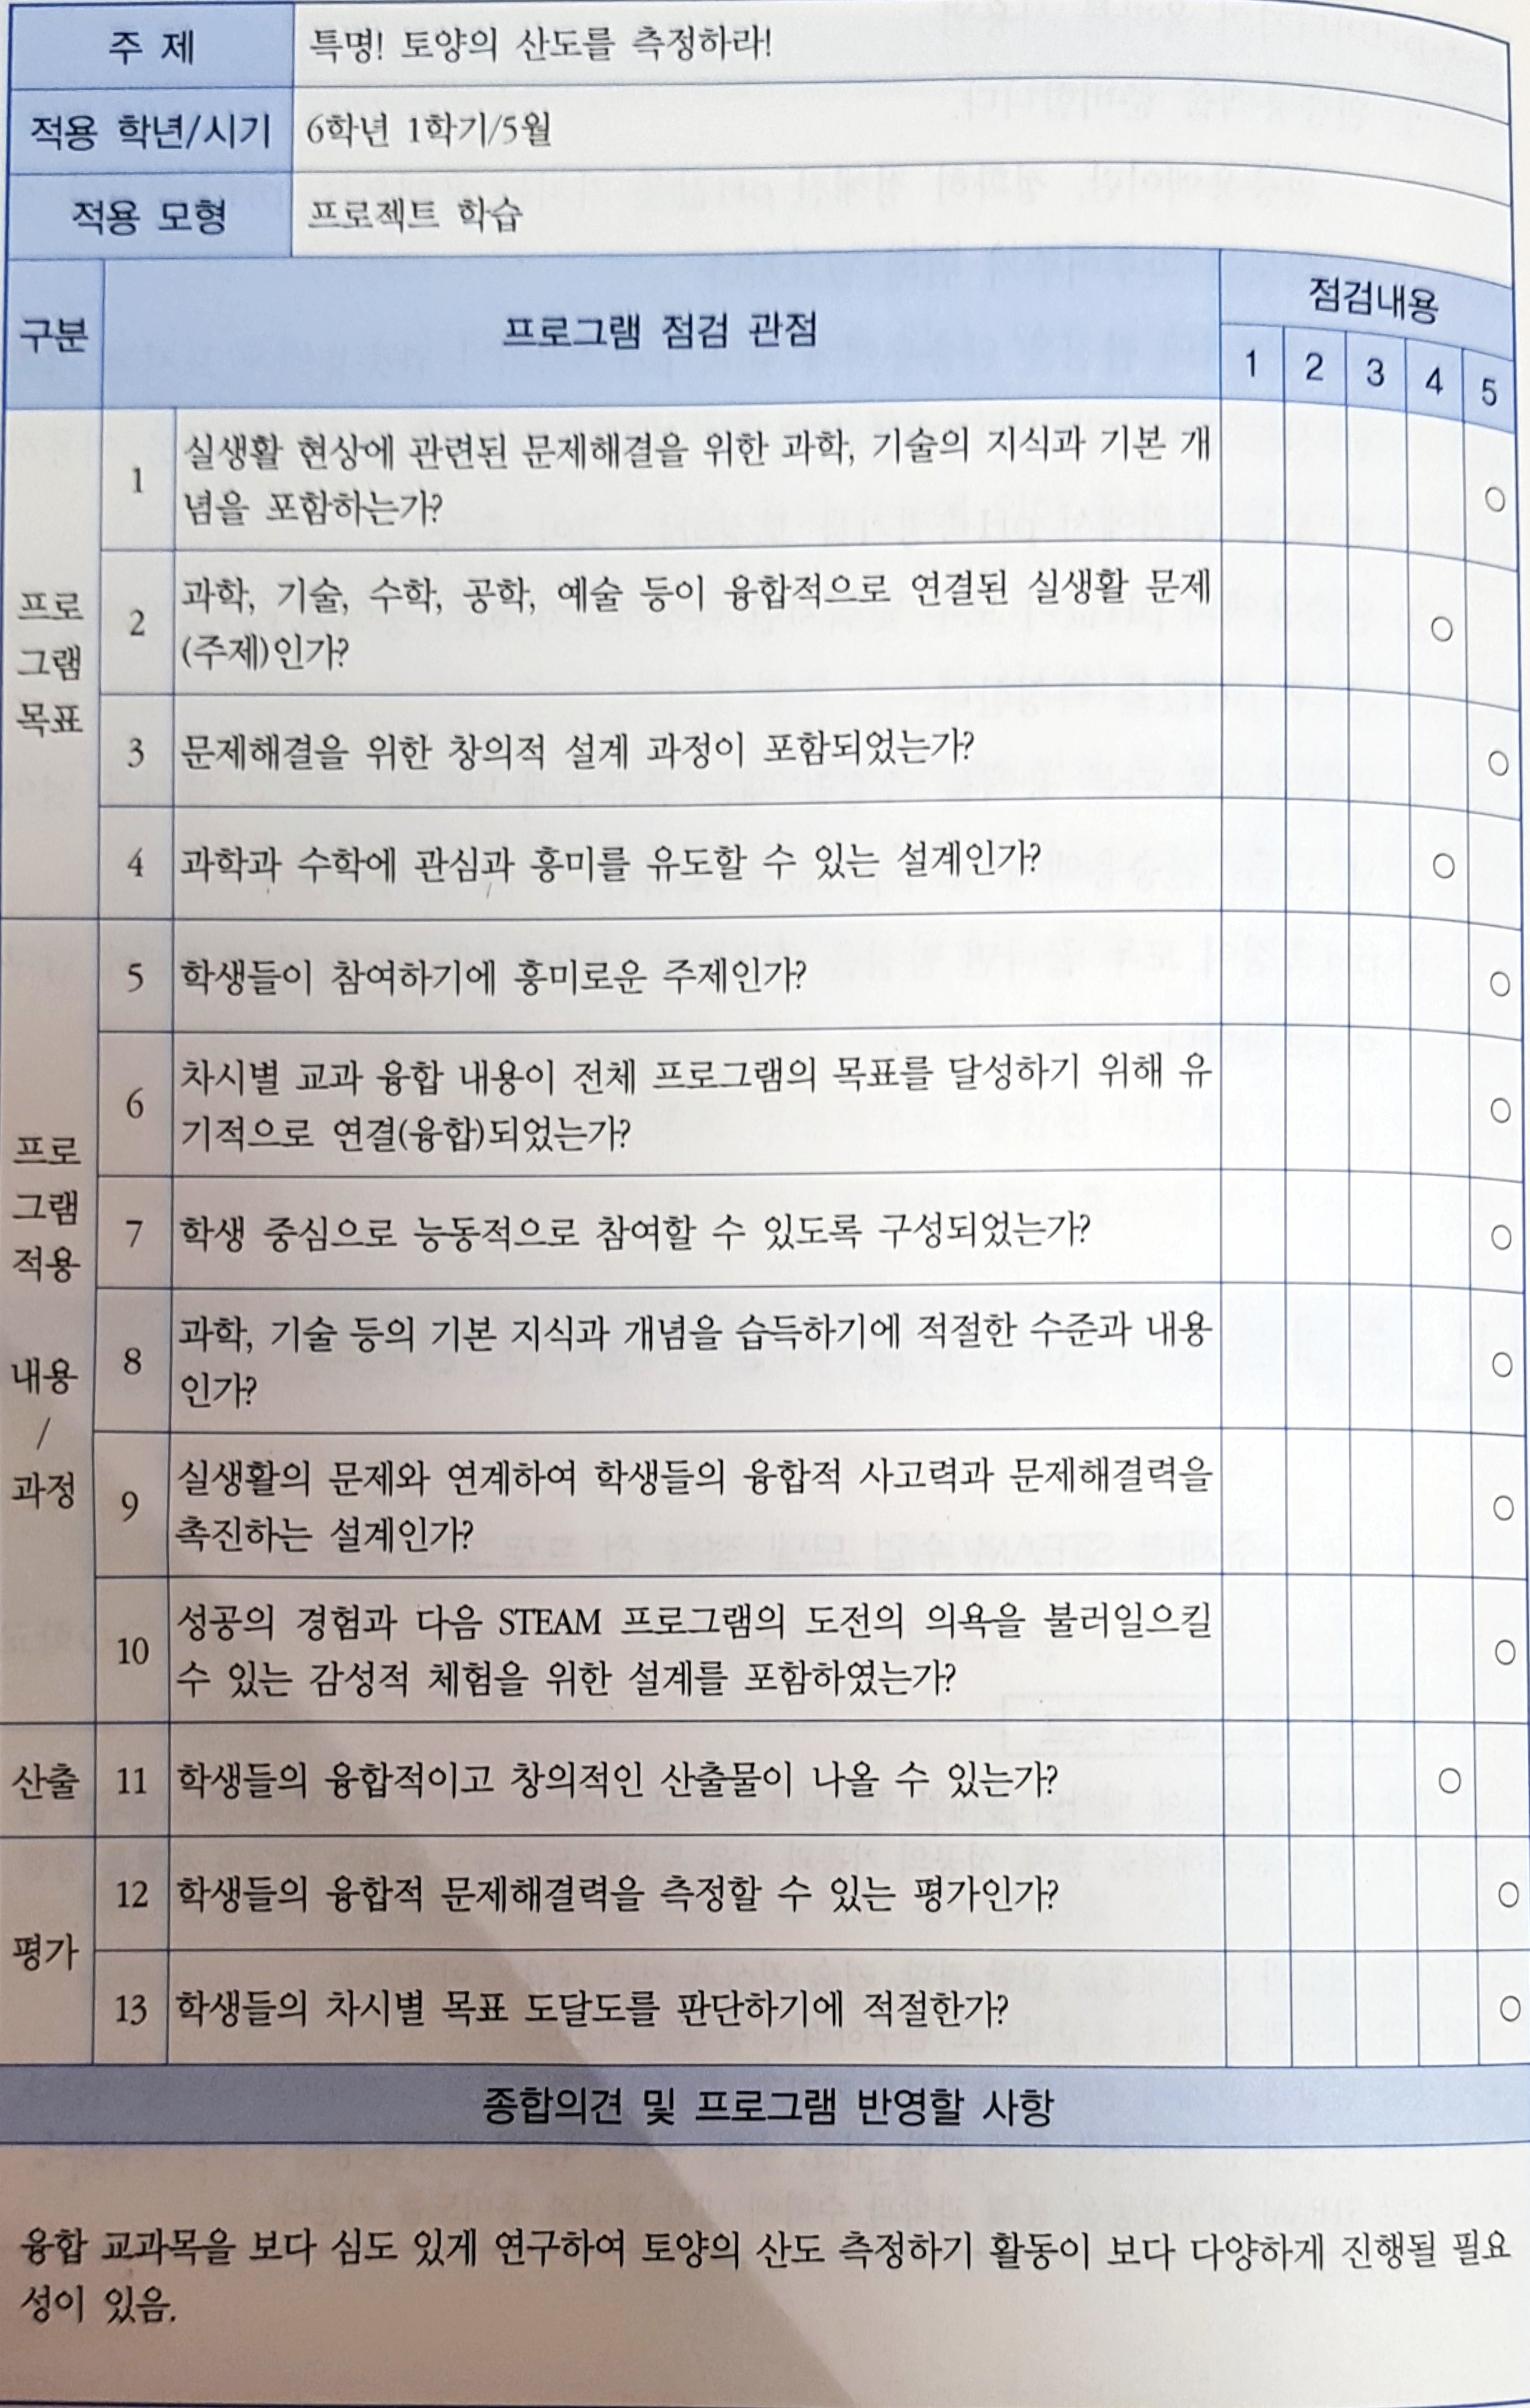 주 제 특명! 토양의 산도를 측정하라!
적용 학년/시기 6학년 1학기/5월
적용 모형 프로젝트 학습
구분 프로그램 점검 관점 점검내용
1 2 3 4 5
프로
그램
목표
1 실생활 현상에 관련된 문제해결을 위한 과학, 기술의 지식과 기본 개
념을 포함하는가? ○
2 과학, 기술, 수학, 공학, 예술 등이 융합적으로 연결된 실생활 문제
(주제)인가? ○
3 문제해결을 위한 창의적 설계 과정이 포함되었는가? ○
4 과학과 수학에 관심과 흥미를 유도할 수 있는 설계인가? ○
프로
그램
적용
내용
/
과정
5 학생들이 참여하기에 흥미로운 주제인가? ○
6 차시별 교과 융합 내용이 전체 프로그램의 목표를 달성하기 위해 유
기적으로 연결(융합)되었는가? ○
7 학생 중심으로 능동적으로 참여할 수 있도록 구성되었는가? ○
8 과학, 기술 등의 기본 지식과 개념을 습득하기에 적절한 수준과 내용
인가? ○
9 실생활의 문제와 연계하여 학생들의 융합적 사고력과 문제해결력을
촉진하는 설계인가? ○
10 성공의 경험과 다음 STEAM 프로그램의 도전의 의욕을 불러일으킬
수 있는 감성적 체험을 위한 설계를 포함하였는가? ○
산출 11 학생들의 융합적이고 창의적인 산출물이 나올 수 있는가? ○
평가
12 학생들의 융합적 문제해결력을 측정할 수 있는 평가인가? ○
13 학생들의 차시별 목표 도달도를 판단하기에 적절한가? ○
종합의견 및 프로그램 반영할 사항
융합 교과목을 보다 심도 있게 연구하여 토양의 산도 측정하기 활동이 보다 다양하게 진행될 필요
성이 있음.